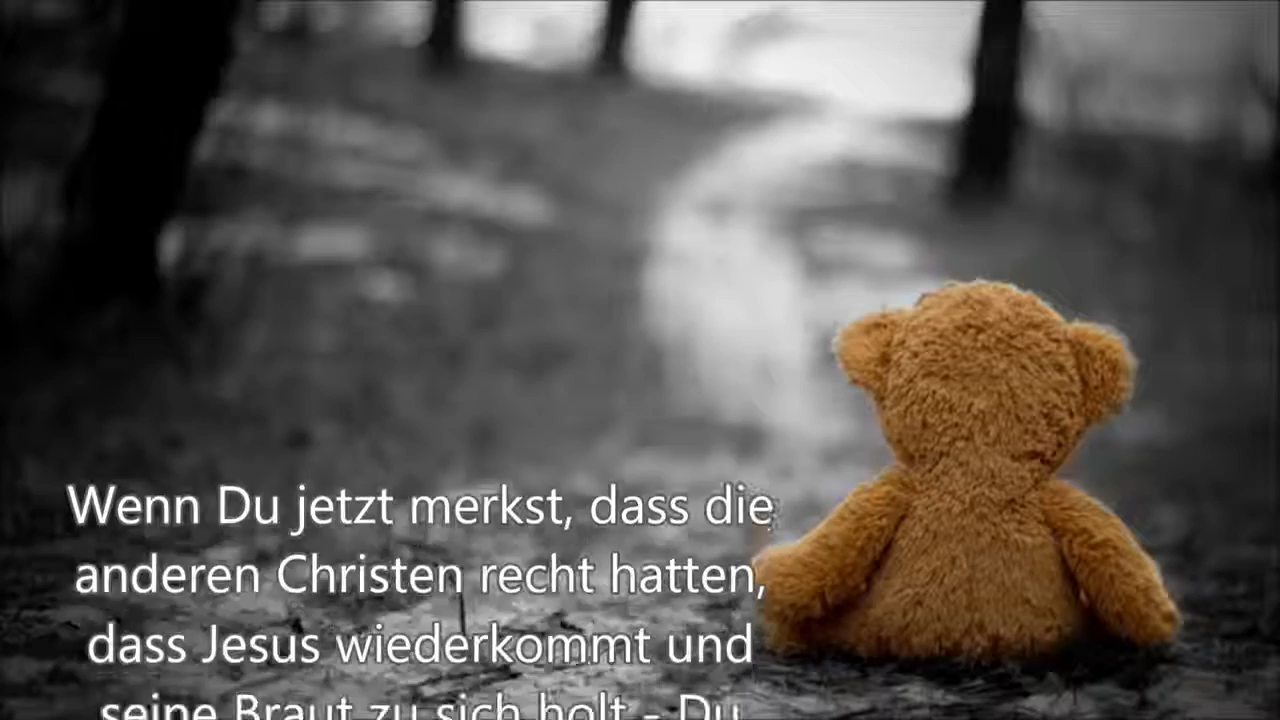 Wenn Du jetzt merkst, dass die
anderen Christen recht hatten,
dass Jesus wiederkommt und
seine Braut zu sich holt - Du